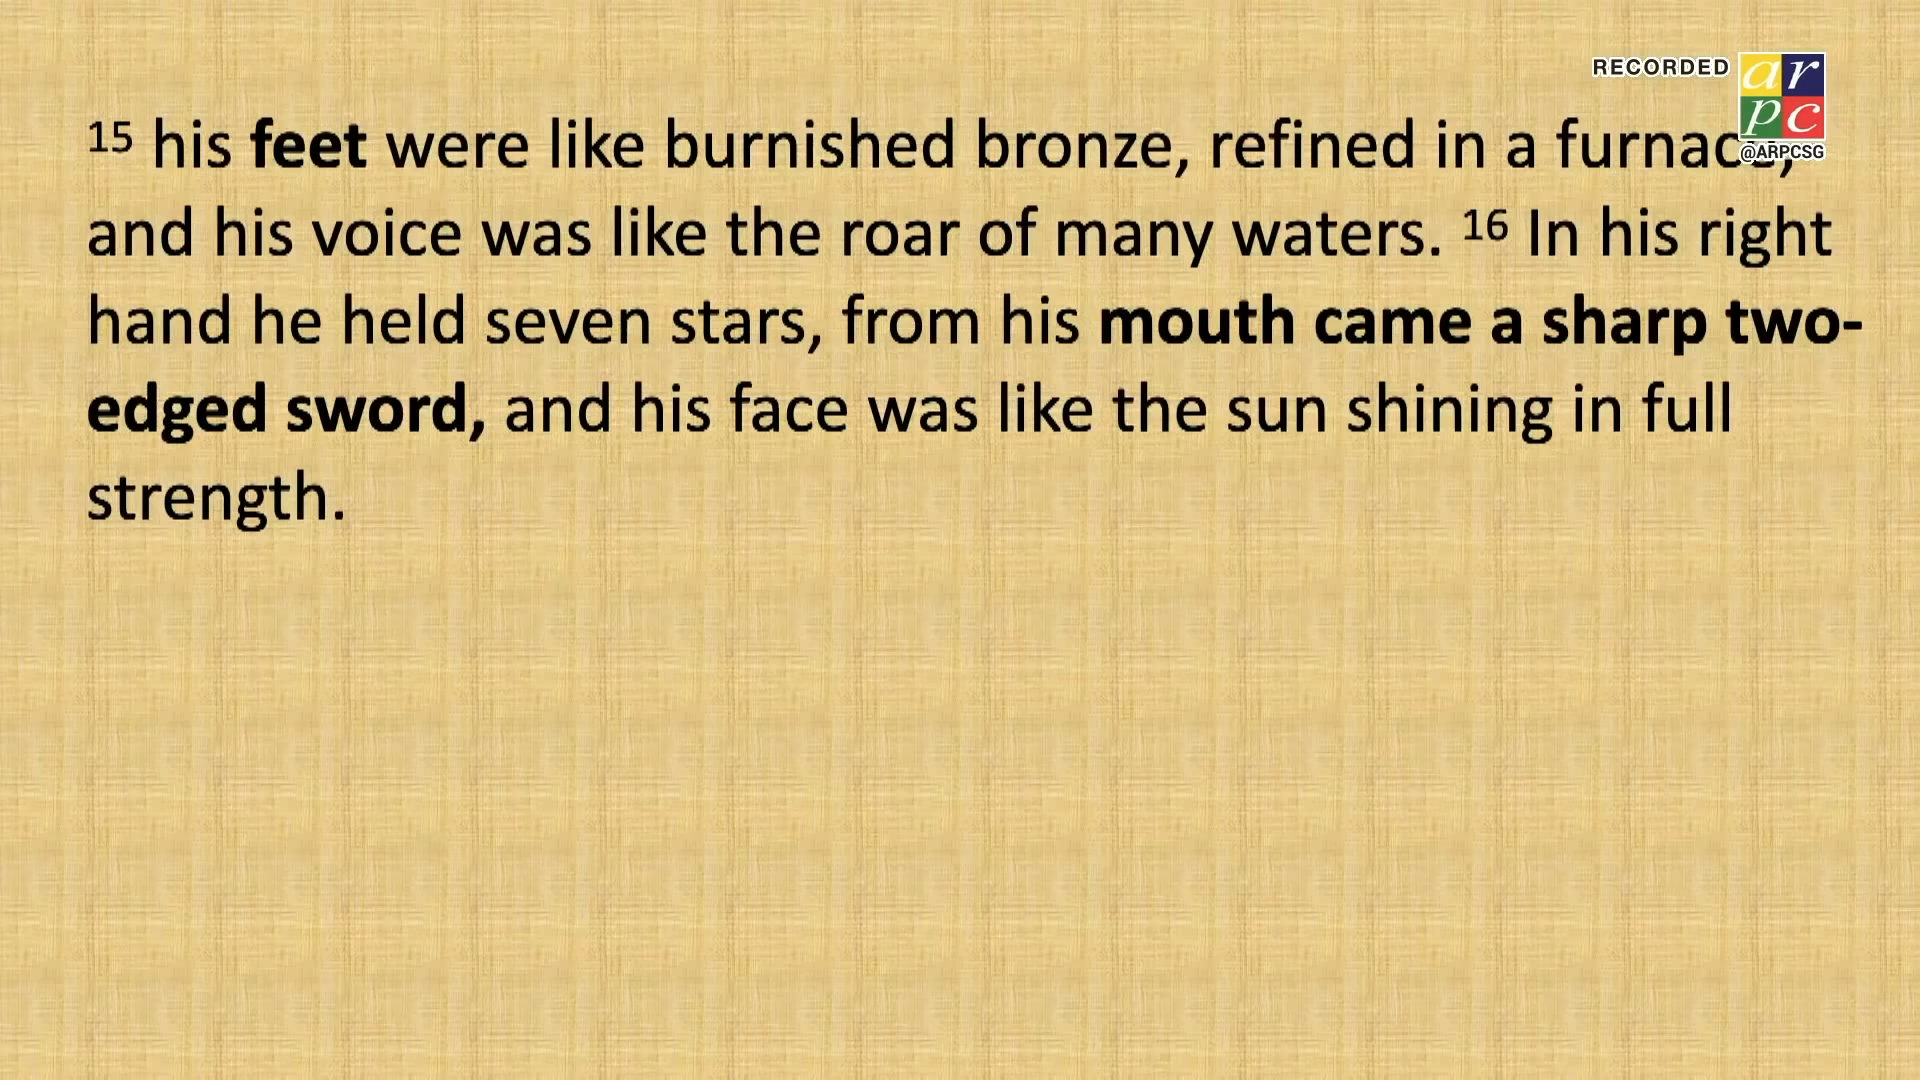 RECORDED
ar
pc
@ARPCSG
15 his feet were like burnished bronze, refined in a furnace,
and his voice was like the roar of many waters. 16 In his right
hand he held seven stars, from his mouth came a sharp two-
edged sword, and his face was like the sun shining in full
strength.